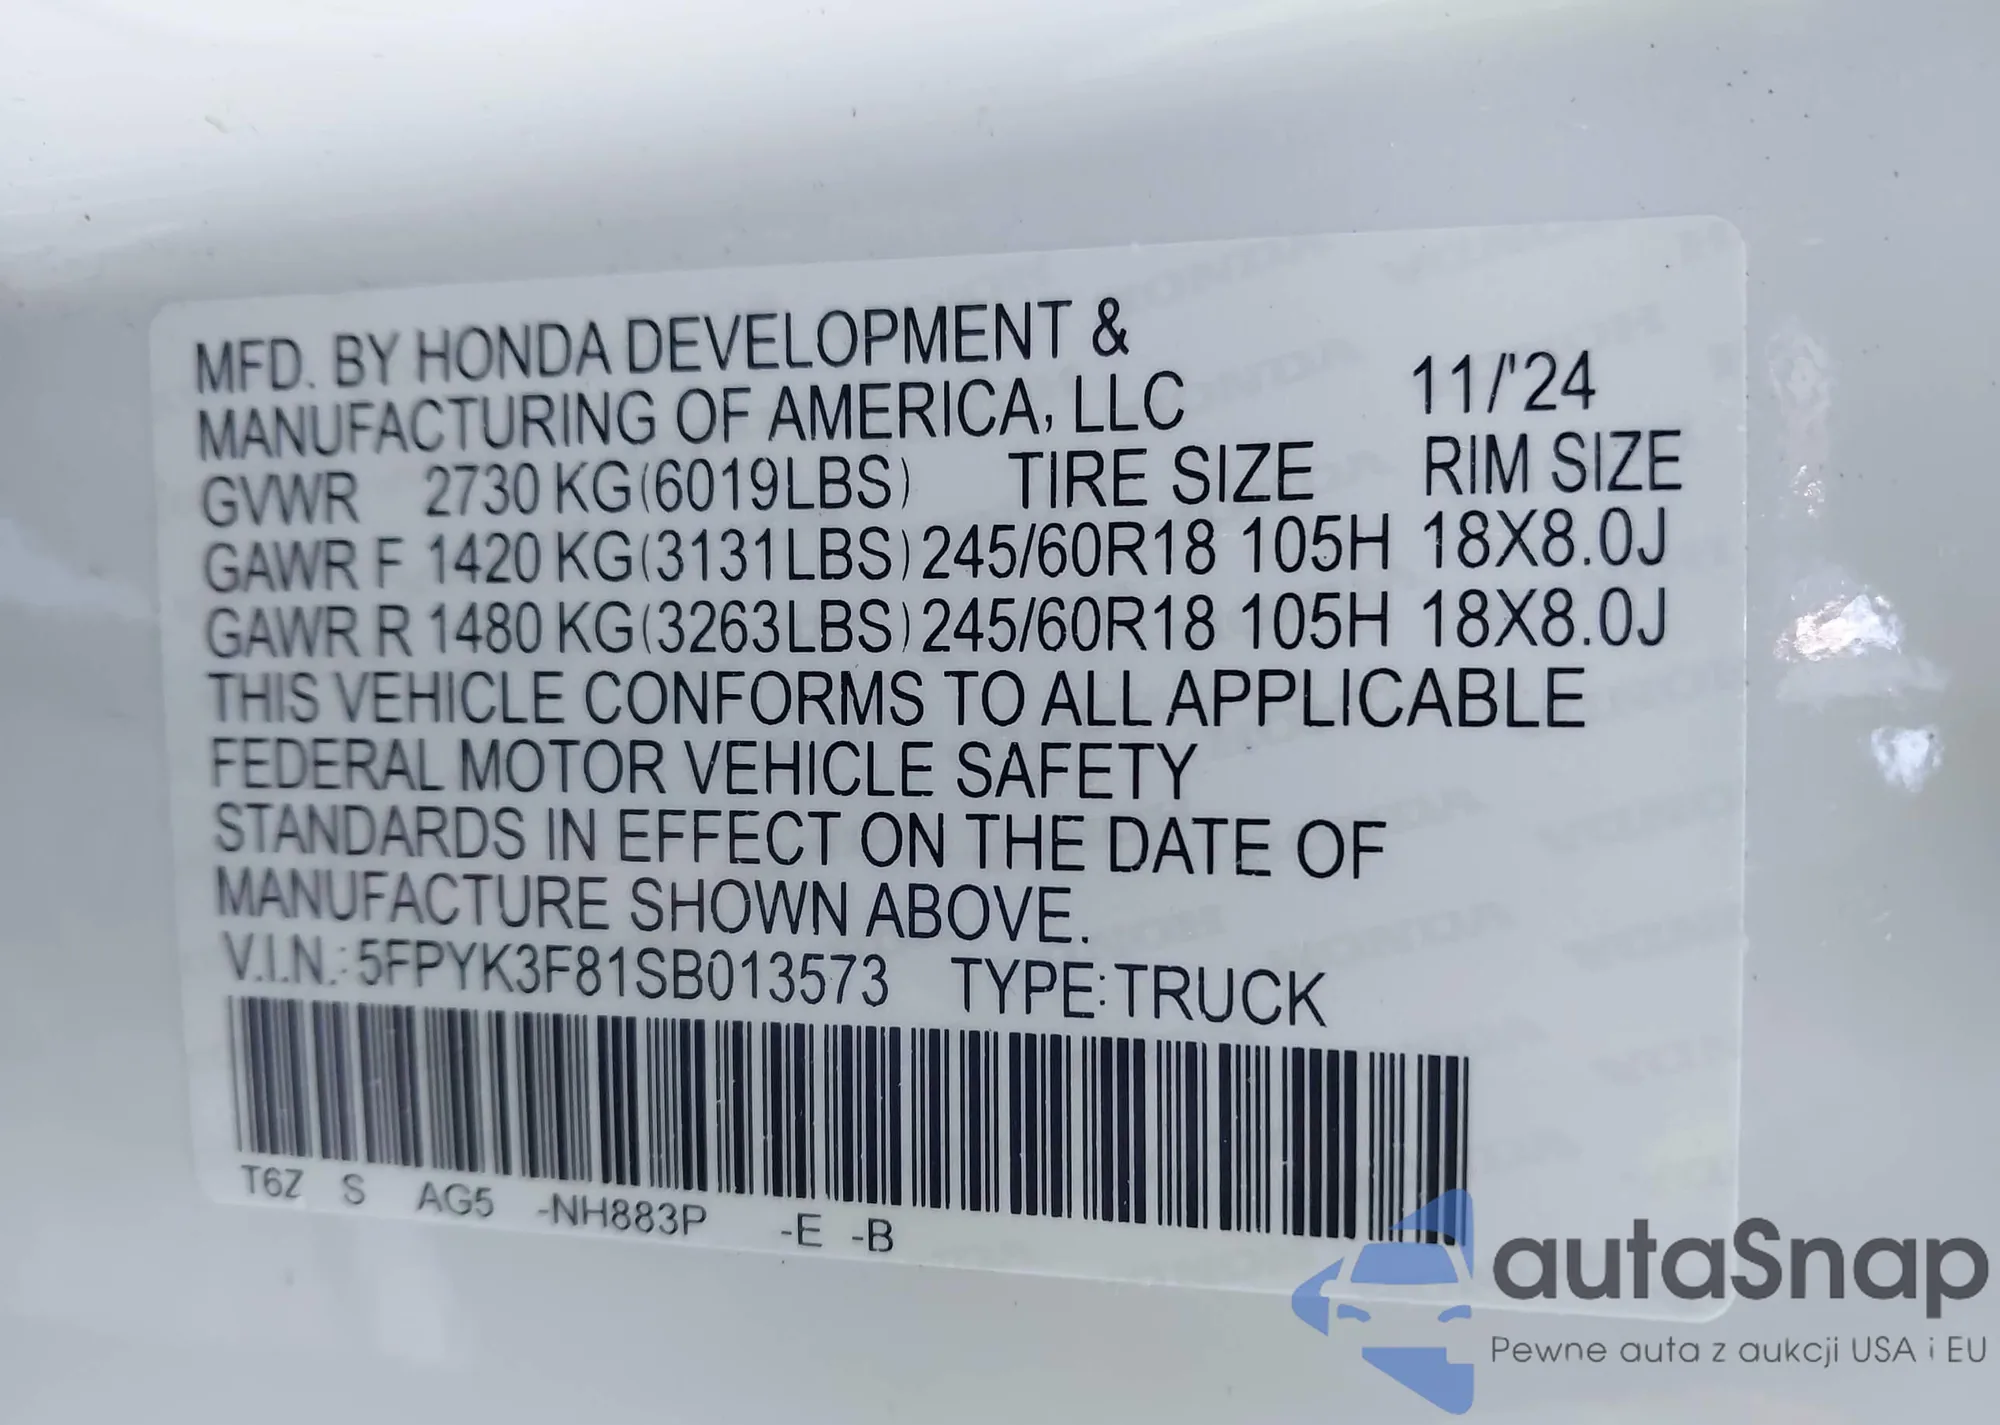 MFD. BY HONDA DEVELOPMENT &
MANUFACTURING OF AMERICA, LLC 11/'24
GVWR 2730 KG(6019LBS) TIRE SIZE RIM SIZE
GAWR F 1420 KG(3131LBS) 245/60R18 105H 18X8.0J
GAWR R 1480 KG(3263LBS) 245/60R18 105H 18X8.0J
THIS VEHICLE CONFORMS TO ALL APPLICABLE
FEDERAL MOTOR VEHICLE SAFETY
STANDARDS IN EFFECT ON THE DATE OF
MANUFACTURE SHOWN ABOVE.
V.I.N.: 5FPYK3F81SB013573 TYPE:TRUCK
T6Z S AG5 -NH883P -E -B
autaSnap
Pewne auta z aukcji USA i EU